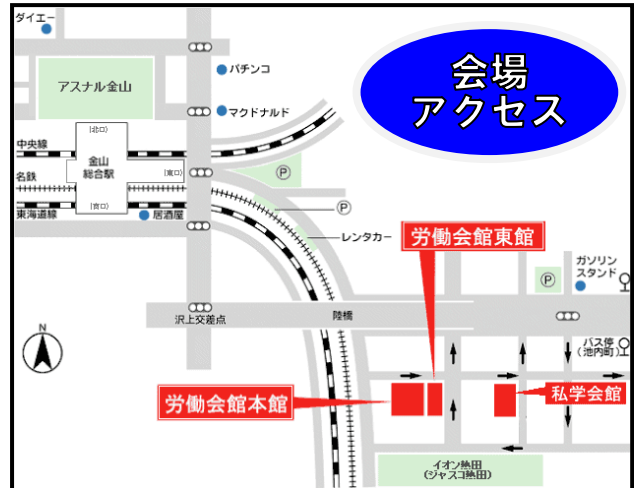 ダイエー
会場
アクセス
パチンコ
アスナル金山
マクドナルド
[北口]
中央線
金山
総合駅
[東口]
名鉄
P
[南口]
東海道線
居酒屋
P
レンタカー
労働会館東館
ガソリン
スタンド
P
沢上交差点
陸橋
N
バス停
(池内町)
労働会館本館
私学会館
イオン熱田
(ジャスコ熱田)